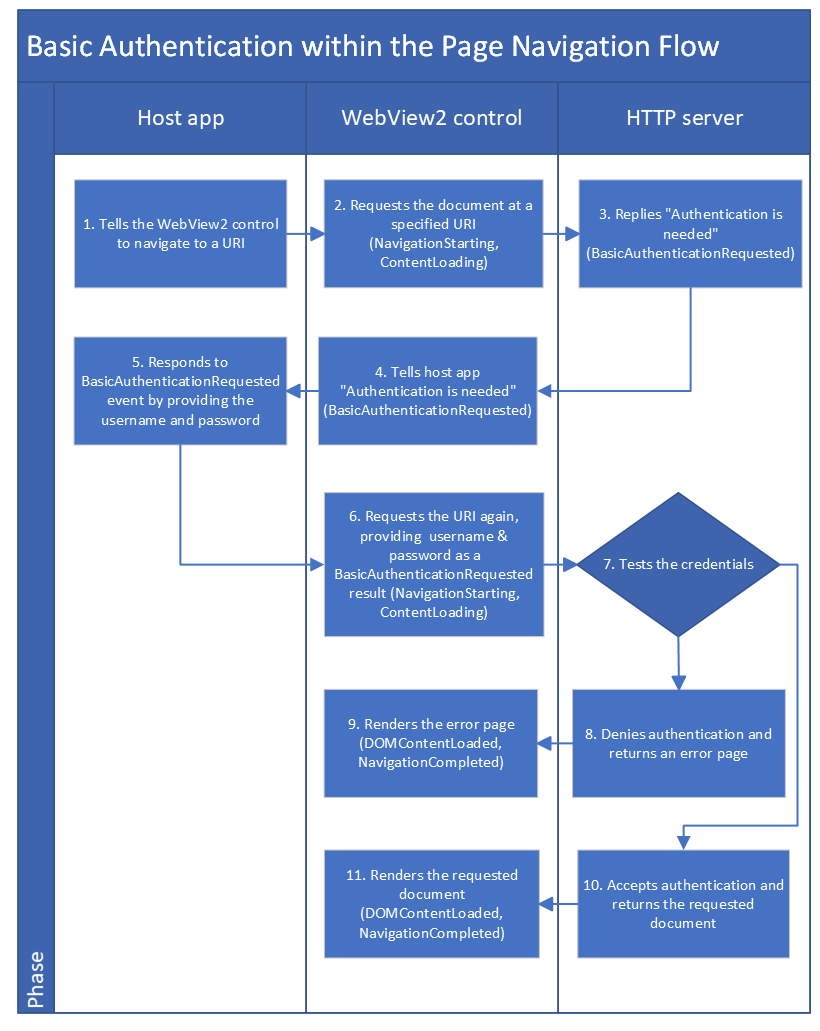 Basic Authentication within the Page Navigation Flow
Host app
WebView2 control
HTTP server
1. Tells the WebView2 control
to navigate to a URI
2. Requests the document at a
specified URI
(NavigationStarting,
ContentLoading)
3. Replies "Authentication is
needed"
(BasicAuthenticationRequested)
4. Tells host app
"Authentication is needed"
(BasicAuthenticationRequested)
5. Responds to
BasicAuthenticationRequested
event by providing the
username and password
6. Requests the URI again,
providing  username &
password as a
BasicAuthenticationRequested
result (NavigationStarting,
ContentLoading)
7. Tests the credentials
8. Denies authentication and
returns an error page
9. Renders the error page
(DOMContentLoaded,
NavigationCompleted)
10. Accepts authentication and
returns the requested
document
11. Renders the requested
document
(DOMContentLoaded,
NavigationCompleted)
Phase